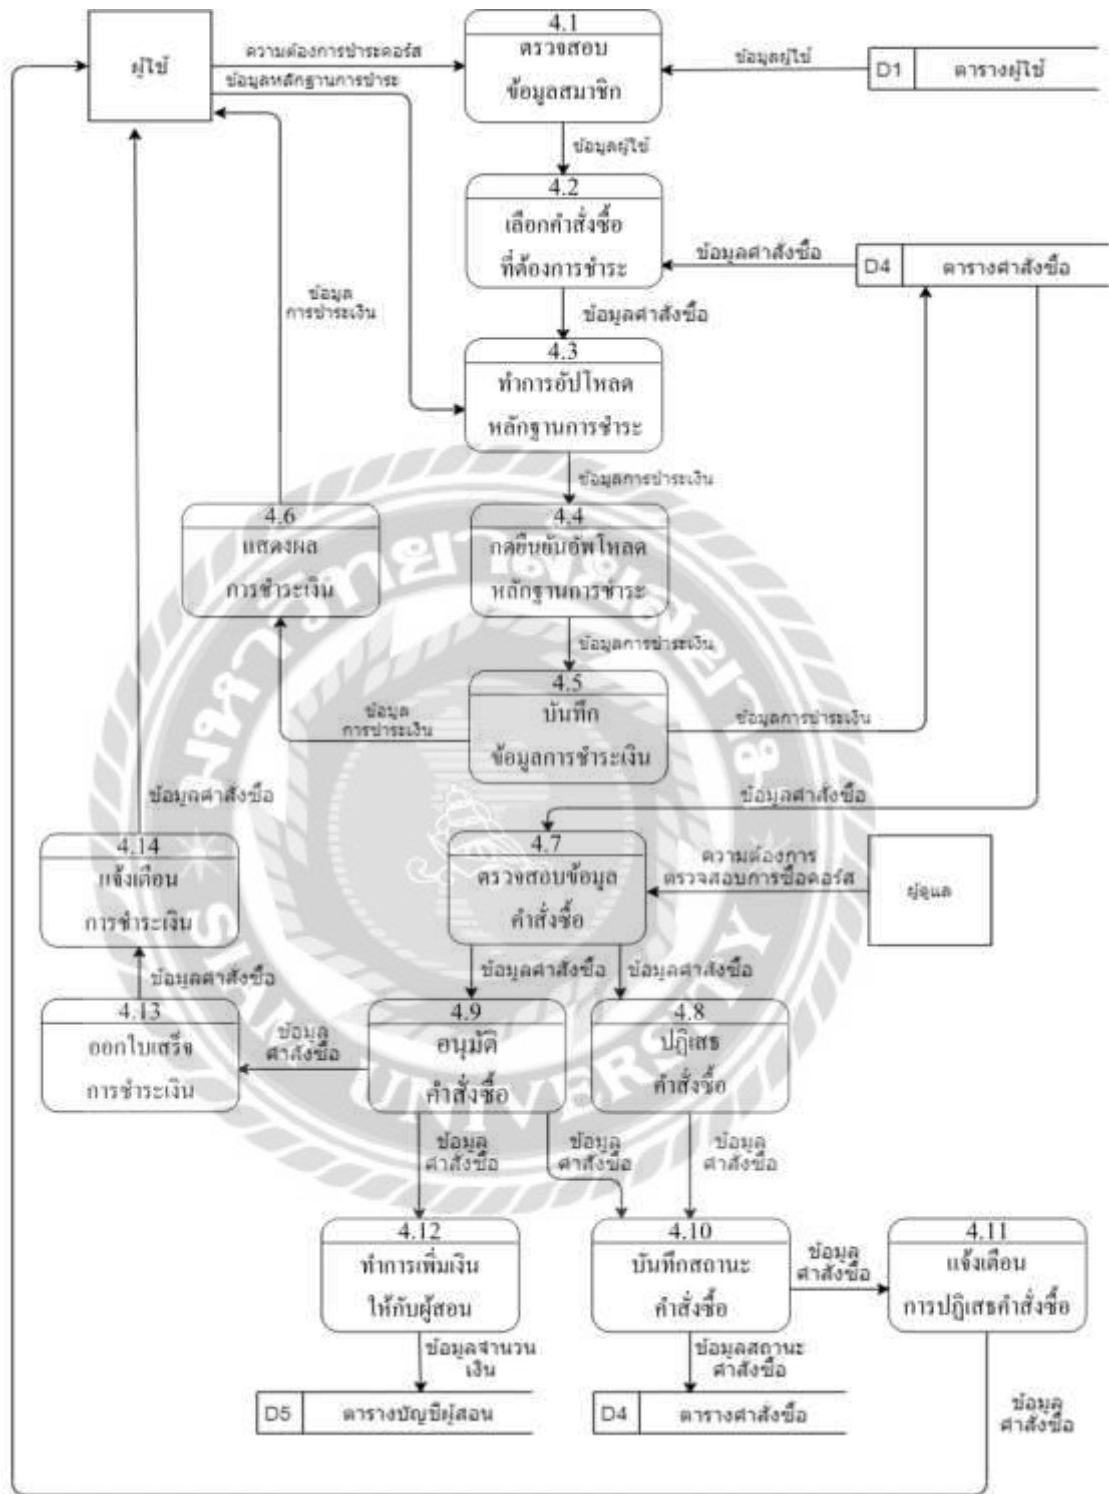 ผู้ใช้
ความต้องการชำระคอร์ส
ข้อมูลหลักฐานการชำระ
4.1
ตรวจสอบ
ข้อมูลสมาชิก
ข้อมูลผู้ใช้
D1
ตารางผู้ใช้
ข้อมูลผู้ใช้
4.2
เลือกคำสั่งซื้อ
ที่ต้องการชำระ
ข้อมูลคำสั่งซื้อ
D4
ตารางคำสั่งซื้อ
ข้อมูล
การชำระเงิน
ข้อมูลคำสั่งซื้อ
4.3
ทำการอัปโหลด
หลักฐานการชำระ
ข้อมูลการชำระเงิน
4.6
แสดงผล
การชำระเงิน
4.4
กดยืนยันอัพโหลด
หลักฐานการชำระ
ข้อมูลการชำระเงิน
4.5
บันทึก
ข้อมูลการชำระเงิน
ข้อมูล
การชำระเงิน
ข้อมูลการชำระเงิน
ข้อมูลคำสั่งซื้อ
ข้อมูลคำสั่งซื้อ
4.14
แจ้งเตือน
การชำระเงิน
4.7
ตรวจสอบข้อมูล
คำสั่งซื้อ
ความต้องการ
ตรวจสอบการซื้อคอร์ส
ผู้ดูแล
ข้อมูลคำสั่งซื้อ
ข้อมูลคำสั่งซื้อ
ข้อมูลคำสั่งซื้อ
4.13
ออกใบเสร็จ
การชำระเงิน
ข้อมูล
คำสั่งซื้อ
4.9
อนุมัติ
คำสั่งซื้อ
4.8
ปฏิเสธ
คำสั่งซื้อ
ข้อมูล
คำสั่งซื้อ
ข้อมูล
คำสั่งซื้อ
ข้อมูล
คำสั่งซื้อ
4.12
ทำการเพิ่มเงิน
ให้กับผู้สอน
4.10
บันทึกสถานะ
คำสั่งซื้อ
ข้อมูล
คำสั่งซื้อ
4.11
แจ้งเตือน
การปฏิเสธคำสั่งซื้อ
ข้อมูลจำนวน
เงิน
ข้อมูลสถานะ
คำสั่งซื้อ
D5
ตารางบัญชีผู้สอน
D4
ตารางคำสั่งซื้อ
ข้อมูล
คำสั่งซื้อ
มหาวิทยาลัยสยาม
SIAM UNIVERSITY